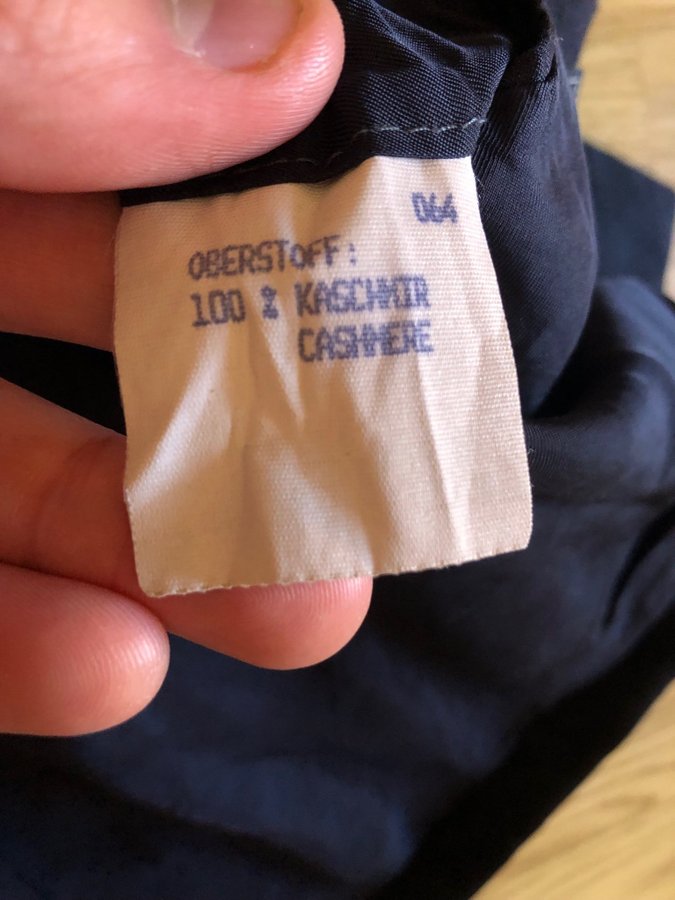 064
OBERSTOFF:
100 % KASCHMIR
CASHMERE